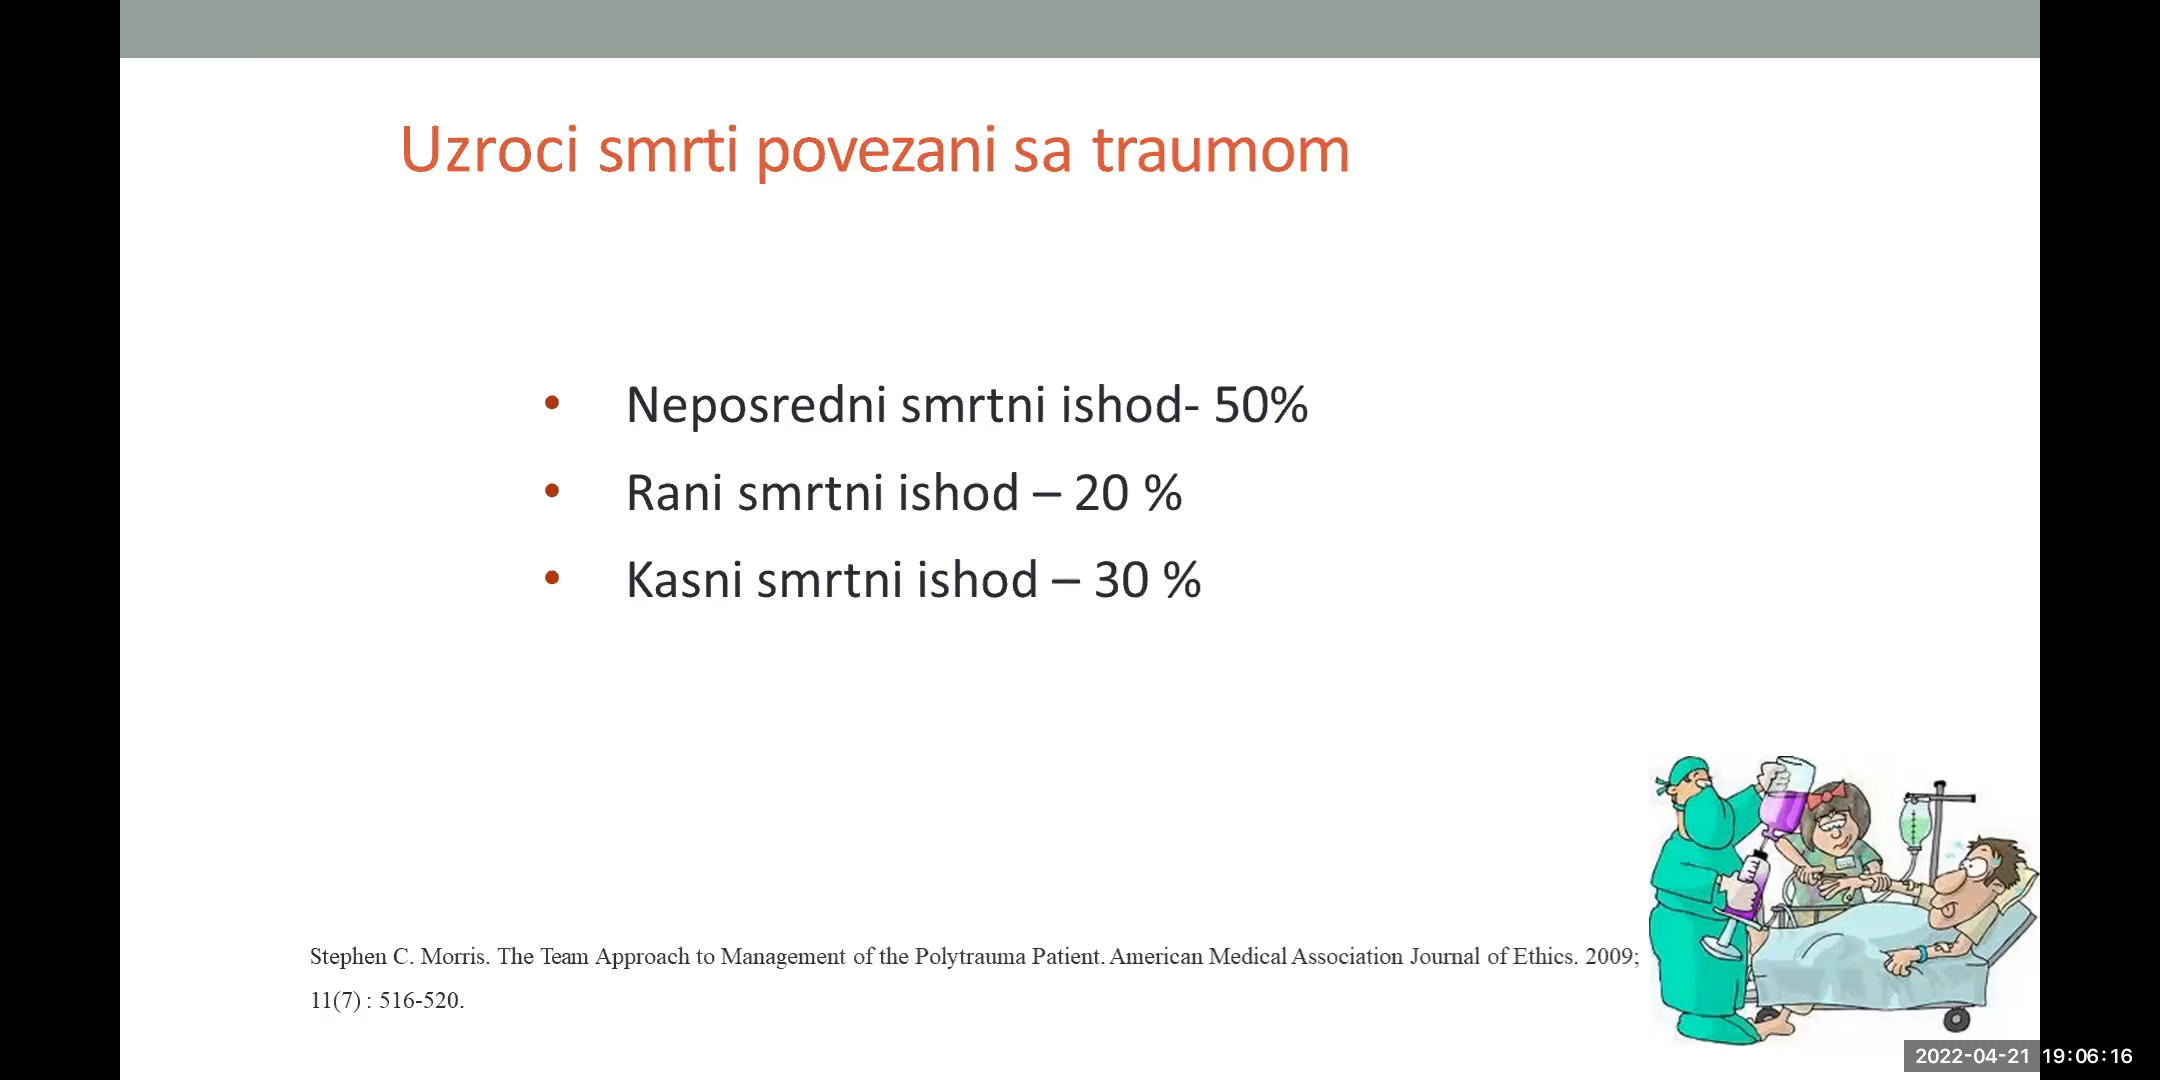 Uzroci smrti povezani sa traumom
• Neposredni smrtni ishod- 50%
• Rani smrtni ishod – 20 %
• Kasni smrtni ishod – 30 %
Stephen C. Morris. The Team Approach to Management of the Polytrauma Patient. American Medical Association Journal of Ethics. 2009;
11(7) : 516-520.
2022-04-21 19:06:16